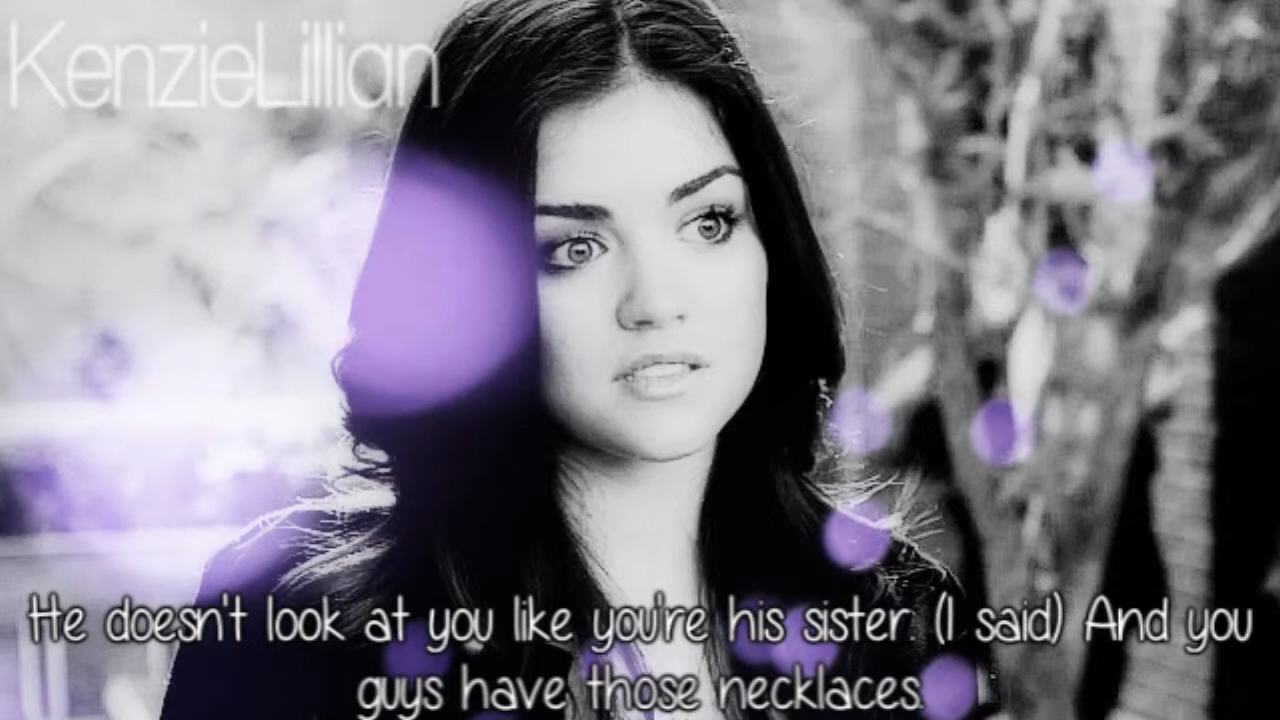 KenzieLillian
He doesn't look at you like you're his sister. (I said) And you
guys have those necklaces.